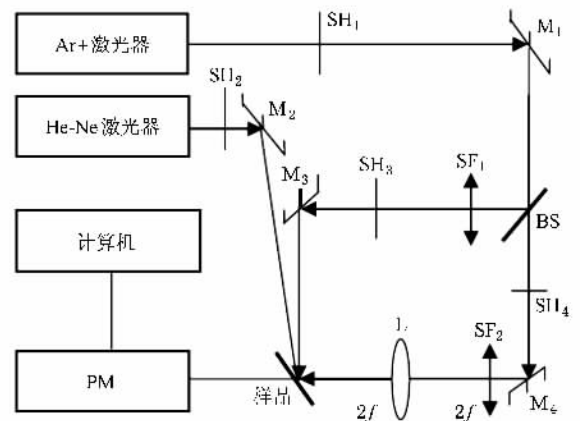 Ar+激光器
SH₁
M₁
SH₂
M₂
He-Ne激光器
M₃
SH₃
SF₁
BS
计算机
SH₄
L
SF₂
PM
样品
2f
2f
M₄